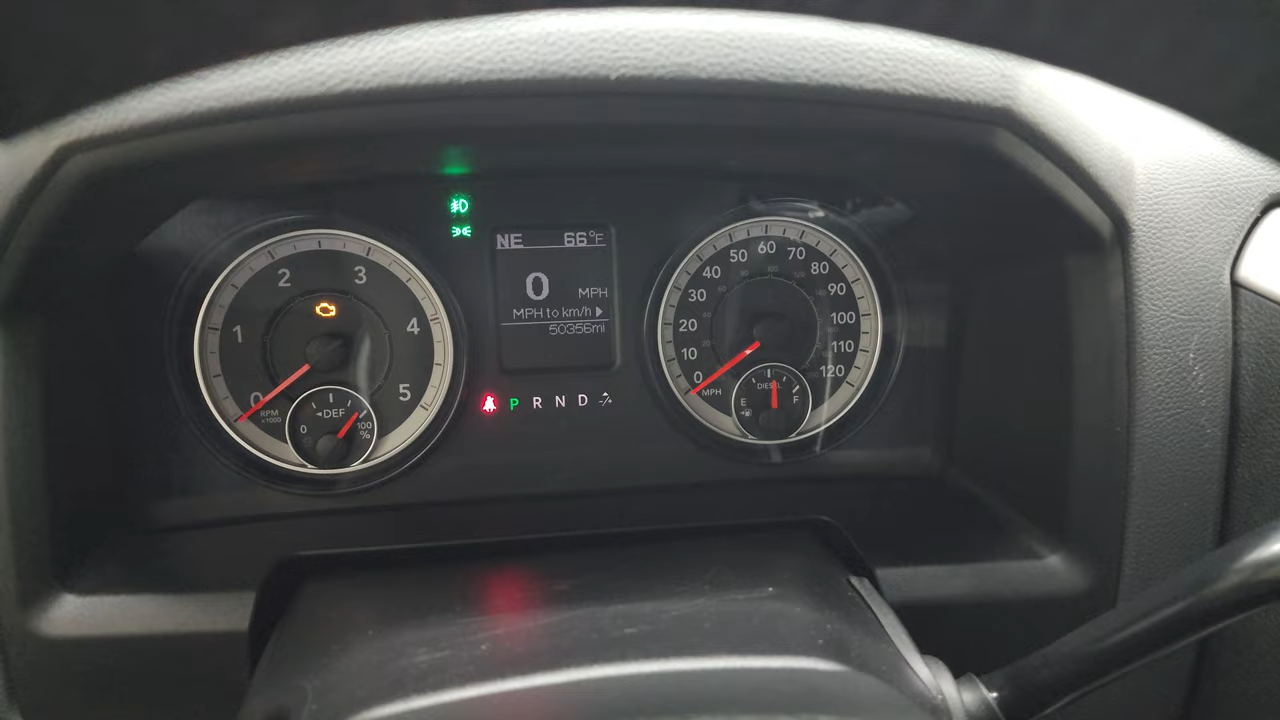 NE 66°F
0 MPH
MPH to km/h
50356mi
P R N D
0 1 2 3 4 5
RPM
x1000
DEF
0 100
%
0 10 20 30 40 50 60 70 80 90 100 110 120
MPH
DIESEL
E F